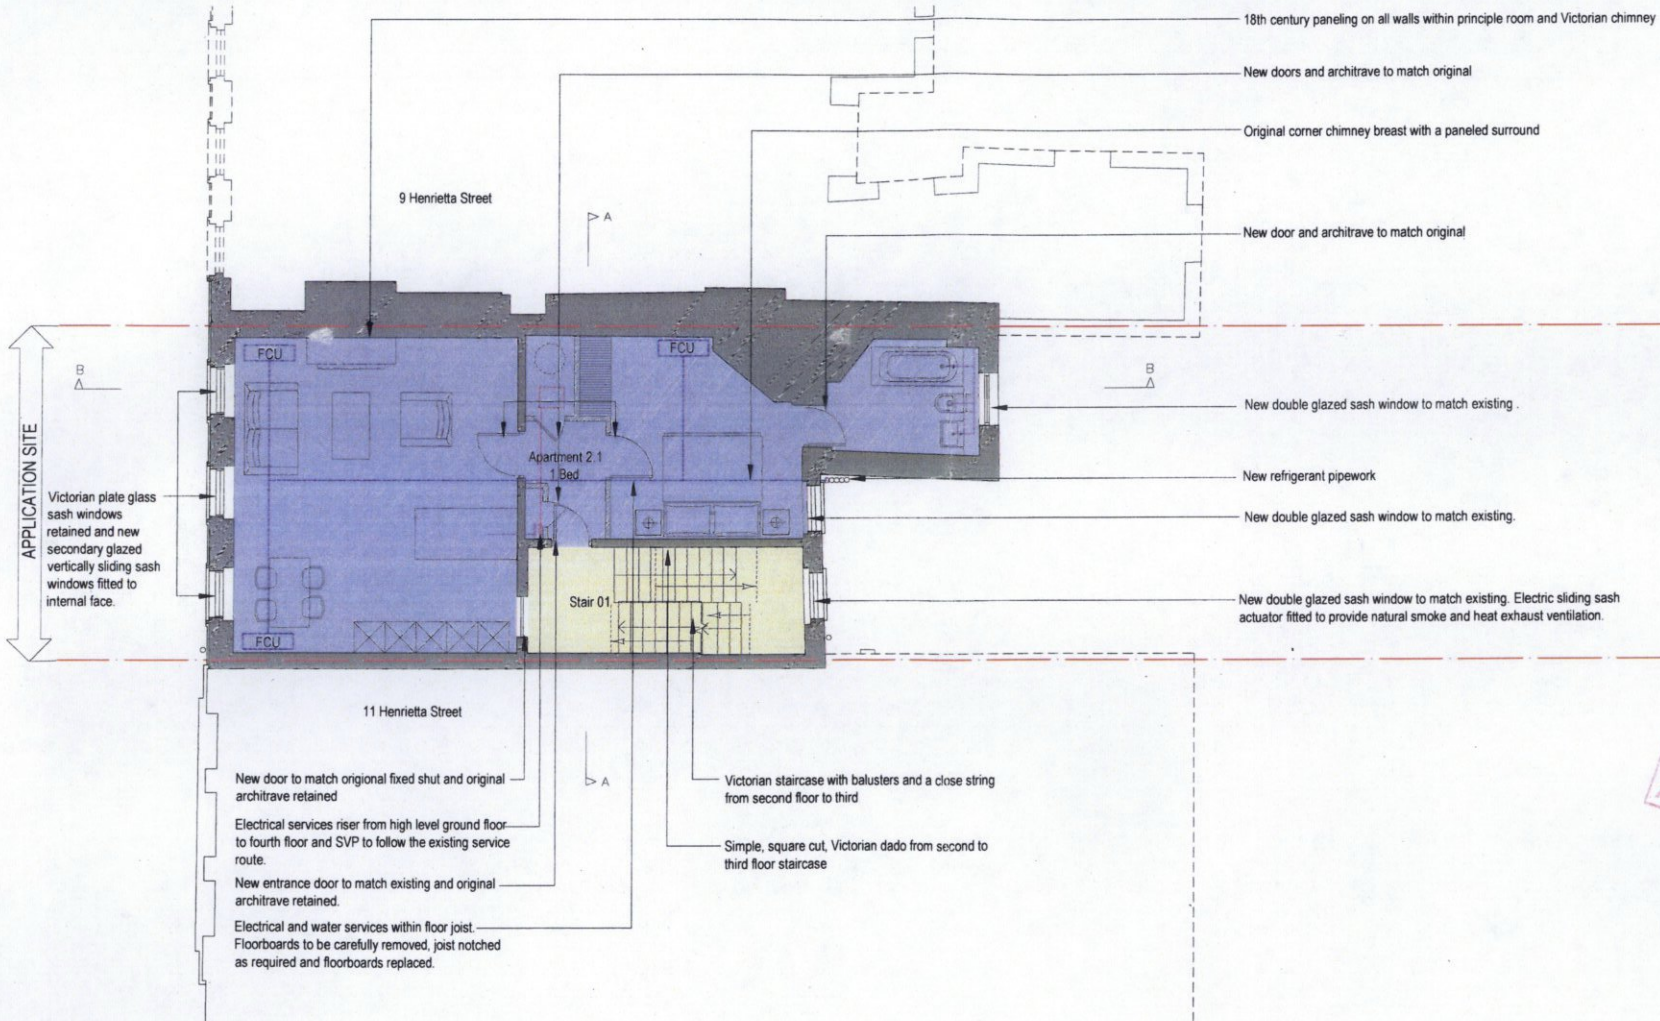 18th century paneling on all walls within principle room and Victorian chimney
New doors and architrave to match original
Original corner chimney breast with a paneled surround
9 Henrietta Street
A
New door and architrave to match original
FCU
FCU
B
B
APPLICATION SITE
New double glazed sash window to match existing .
Apartment 2.1
1 Bed
New refrigerant pipework
Victorian plate glass
sash windows
retained and new
secondary glazed
vertically sliding sash
windows fitted to
internal face.
New double glazed sash window to match existing.
Stair 01
New double glazed sash window to match existing. Electric sliding sash
actuator fitted to provide natural smoke and heat exhaust ventilation.
FCU
11 Henrietta Street
A
New door to match origional fixed shut and original
architrave retained
Electrical services riser from high level ground floor
to fourth floor and SVP to follow the existing service
route.
New entrance door to match existing and original
architrave retained.
Electrical and water services within floor joist.
Floorboards to be carefully removed, joist notched
as required and floorboards replaced.
Victorian staircase with balusters and a close string
from second floor to third
Simple, square cut, Victorian dado from second to
third floor staircase